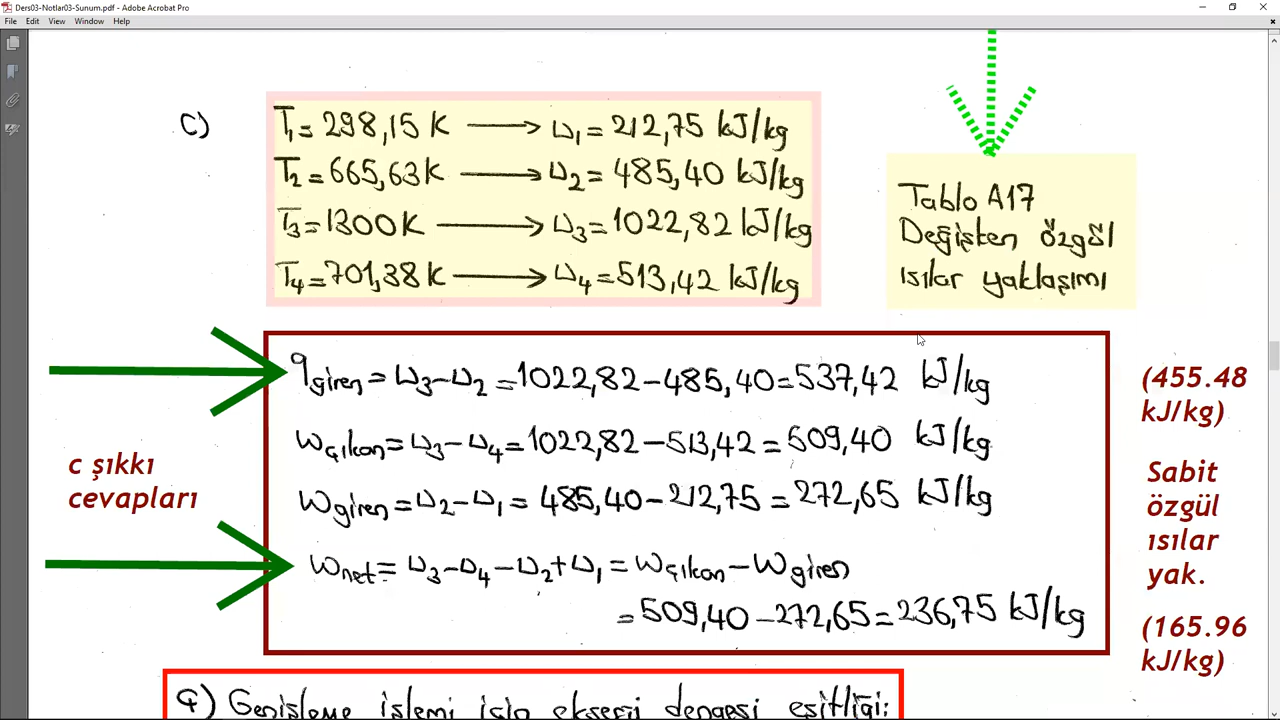 Ders03-Notlar03-Sunum.pdf - Adobe Acrobat Pro
File Edit View Window Help
c)
T₁=298,15 K → u₁=212,75 kJ/kg
T₂=665,63K → u₂=485,40 kJ/kg
T₃=1300K → u₃=1022,82 kJ/kg
T₄=701,38K → u₄=513,42 kJ/kg
Tablo A17
Değişten özgül
ısılar yaklaşımı
qgiren=u₃-u₂=1022,82-485,40=537,42 kJ/kg
wçıkan=u₃-u₄=1022,82-513,42=509,40 kJ/kg
wgiren=u₂-u₁=485,40-212,75=272,65 kJ/kg
wnet=u₃-u₄-u₂+u₁=wçıkan-wgiren
=509,40-272,65=236,75 kJ/kg
c şıkkı
cevapları
(455.48
kJ/kg)
Sabit
özgül
ısılar
yak.
(165.96
kJ/kg)
Genişleme işlemi için ekserji dengesi eşitliği: